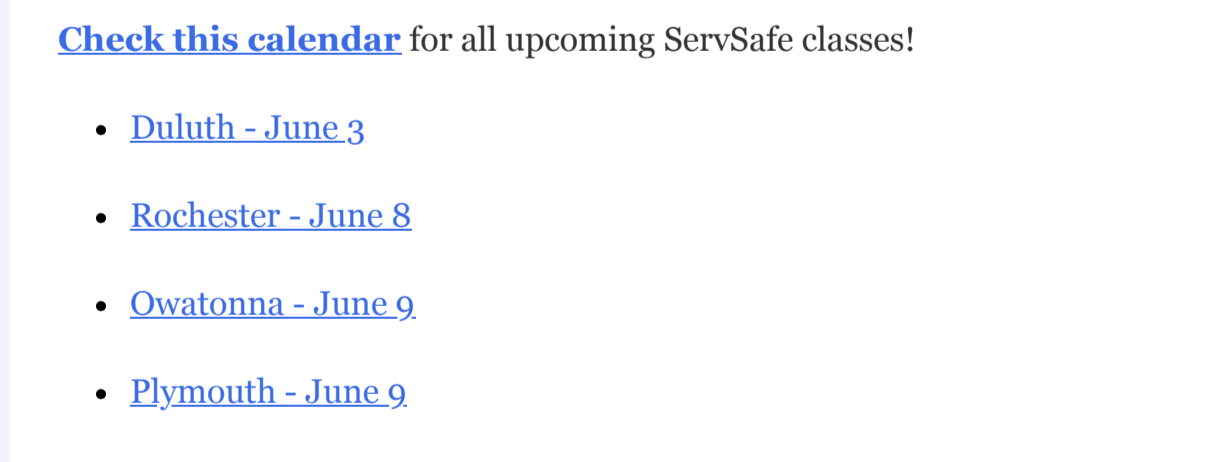 Check this calendar for all upcoming ServSafe classes!
• Duluth - June 3
• Rochester - June 8
• Owatonna - June 9
• Plymouth - June 9